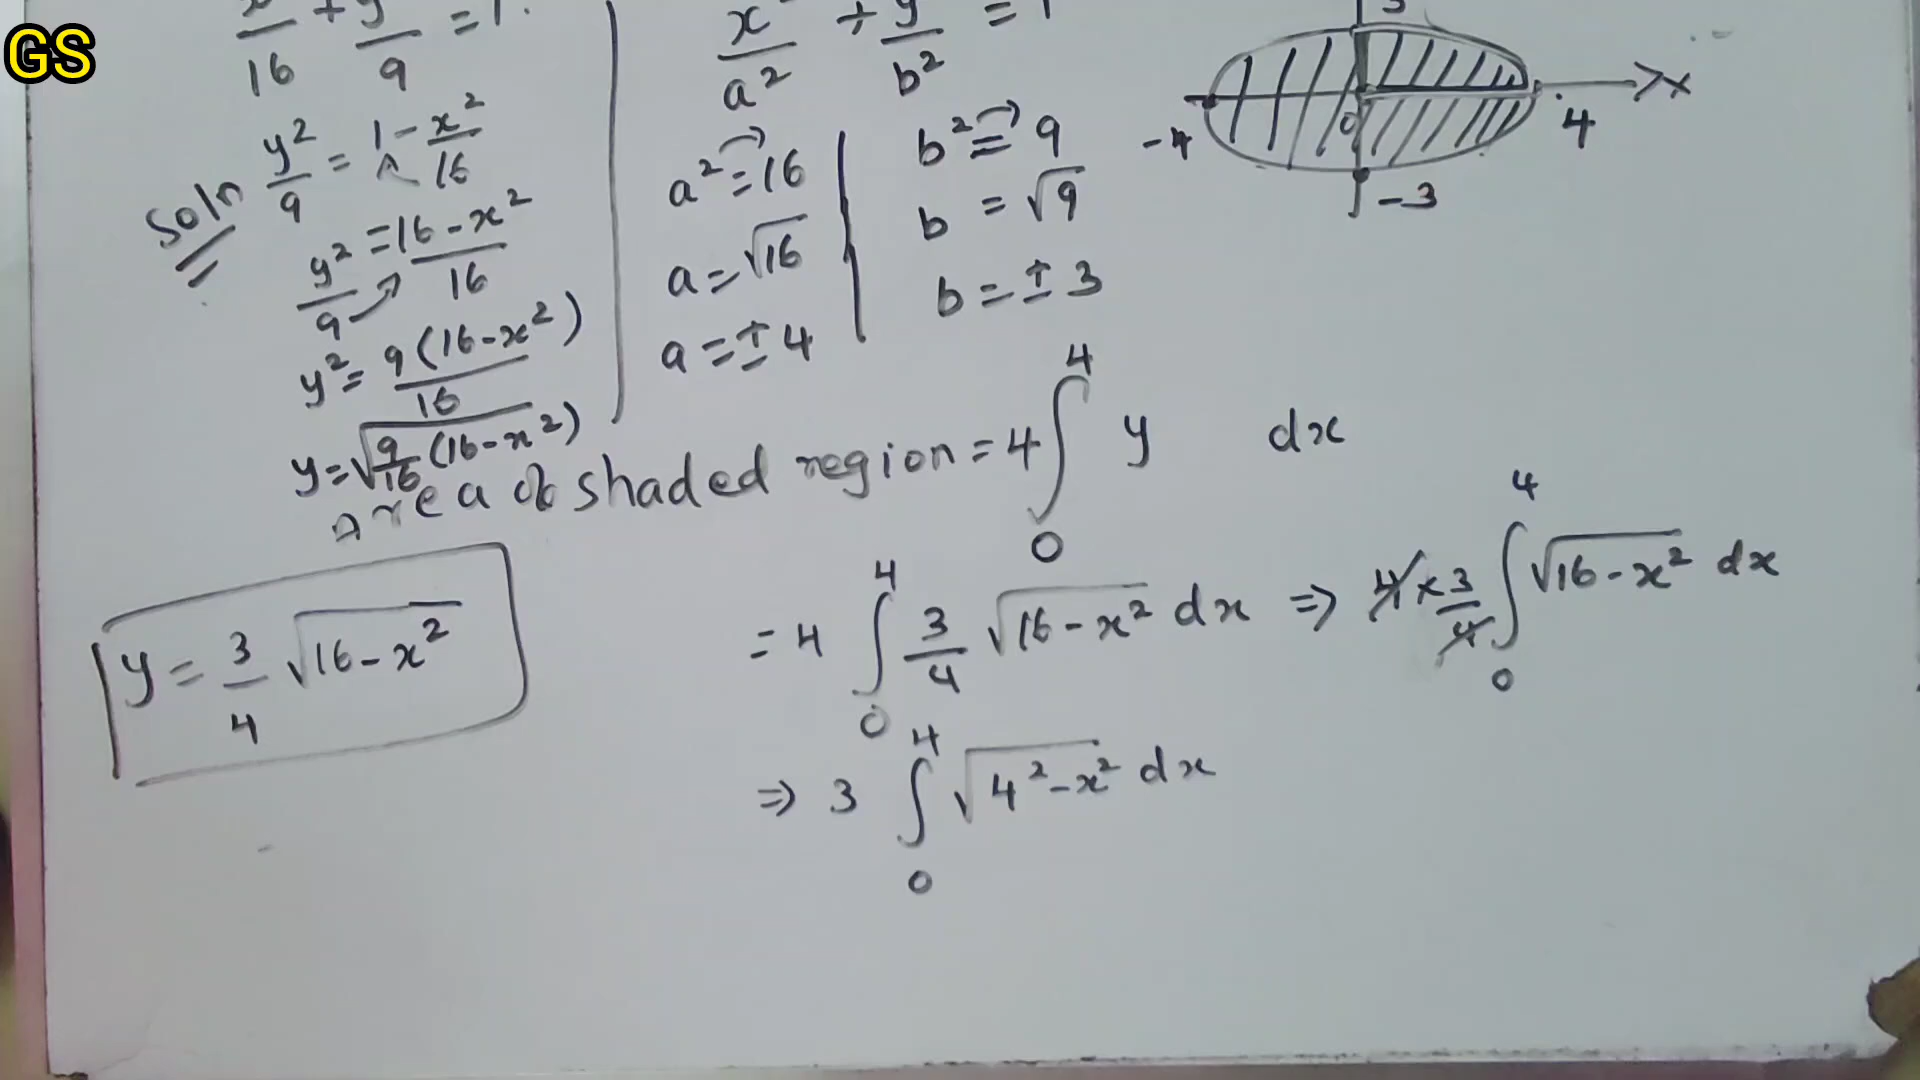 GS
x²/16 + y²/9 = 1.
x²/a² + y²/b² = 1
3
x
-4
0
4
-3
Soln
y²/9 = 1 - x²/16
y²/9 = 16-x²/16
y² = 9(16-x²)/16
y = √9/16 (16-x²)
a² = 16
a = √16
a = ± 4
b² = 9
b = √9
b = ± 3
Area of shaded region = 4 ∫₀⁴ y dx
y = 3/4 √16-x²
= 4 ∫₀⁴ 3/4 √16-x² dx ⇒ 4 × 3/4 ∫₀⁴ √16-x² dx
⇒ 3 ∫₀⁴ √4²-x² dx